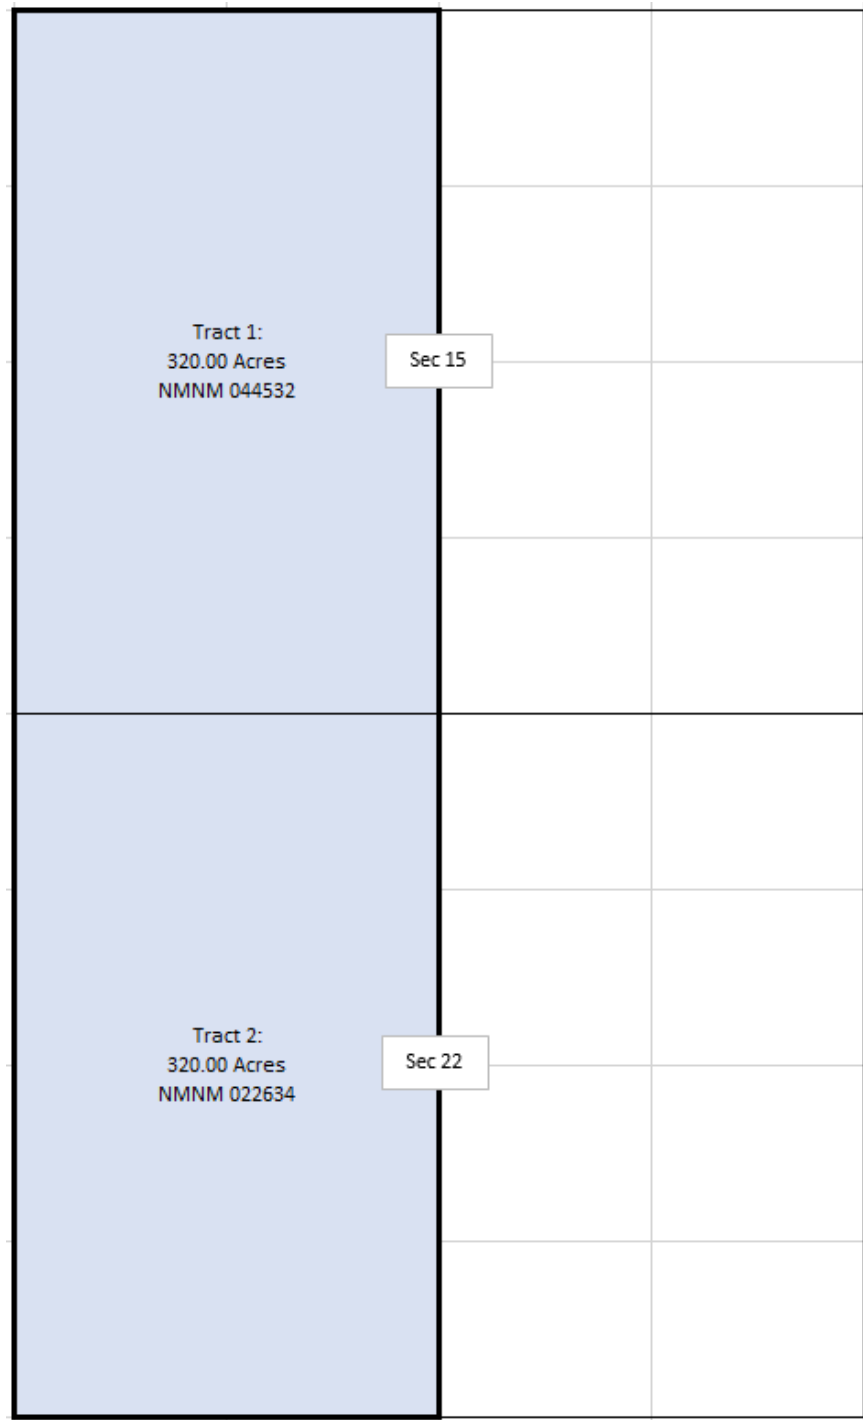 Tract 1:
320.00 Acres
NMNM 044532
Sec 15
Tract 2:
320.00 Acres
NMNM 022634
Sec 22